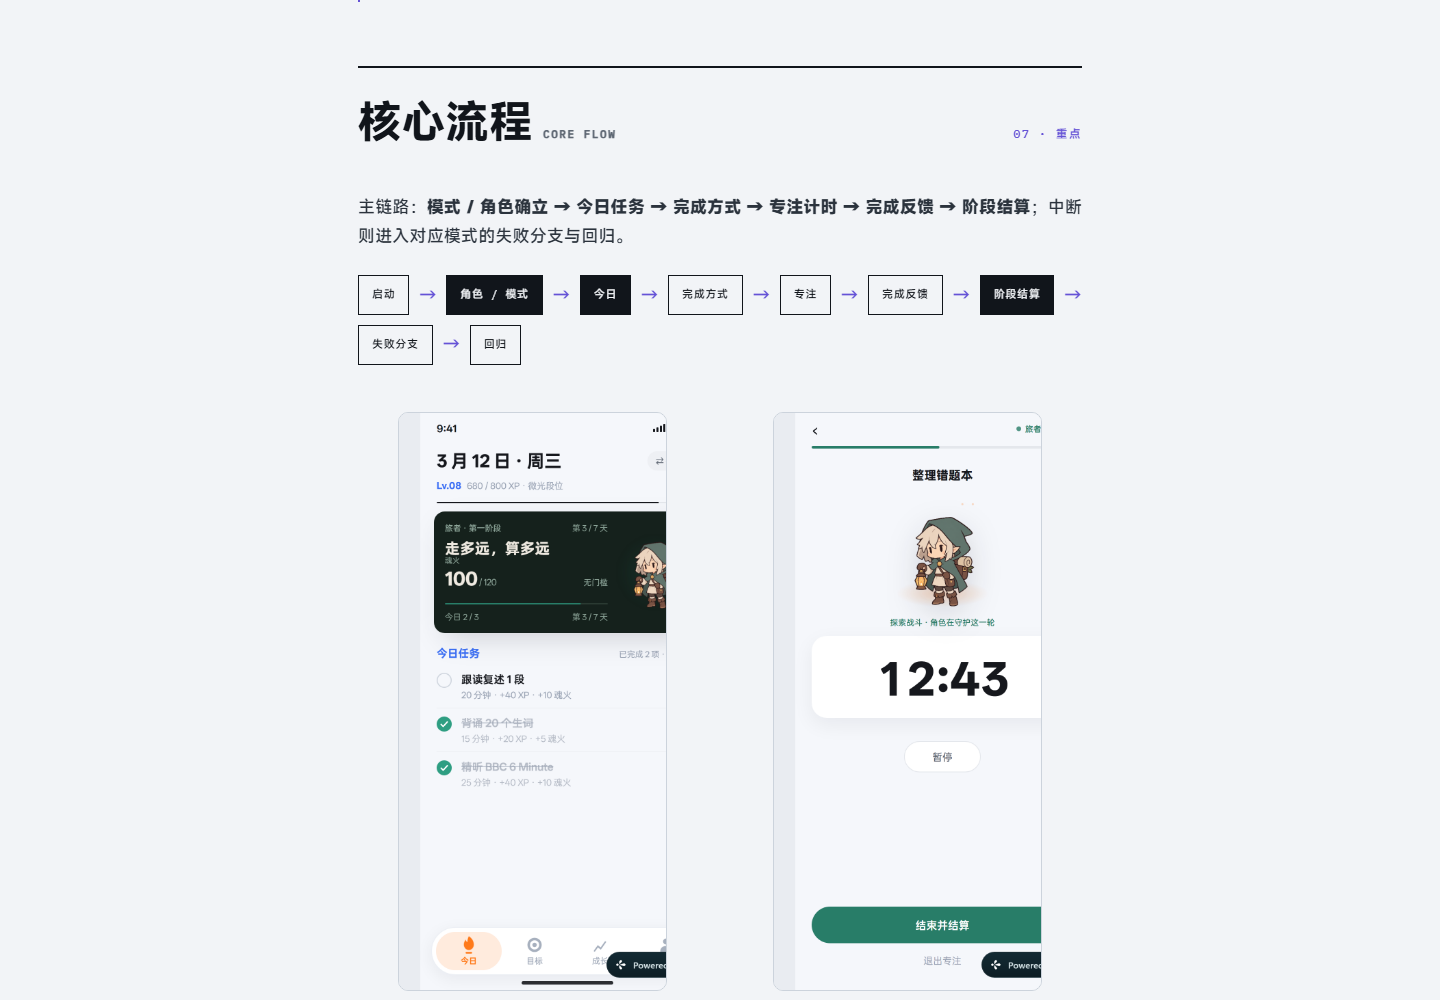 核心流程 CORE FLOW
07 · 重点
主链路：模式 / 角色确立 → 今日任务 → 完成方式 → 专注计时 → 完成反馈 → 阶段结算；中断
则进入对应模式的失败分支与回归。
启动 → 角色 / 模式 → 今日 → 完成方式 → 专注 → 完成反馈 → 阶段结算 →
失败分支 → 回归
9:41
3 月 12 日 · 周三
Lv.08 680 / 800 XP · 微光段位
旅者 · 第一阶段 第 3 / 7 天
走多远，算多远
魂火
100 / 120 无门槛
今日 2 / 3 第 3 / 7 天
今日任务 已完成 2 项 ·
跟读复述 1 段
20 分钟 · +40 XP · +10 魂火
背诵 20 个生词
15 分钟 · +20 XP · +5 魂火
精听 BBC 6 Minute
25 分钟 · +40 XP · +10 魂火
今日 目标 成长
Powered
旅者
整理错题本
探索战斗 · 角色在守护这一轮
12:43
暂停
结束并结算
退出专注
Powered